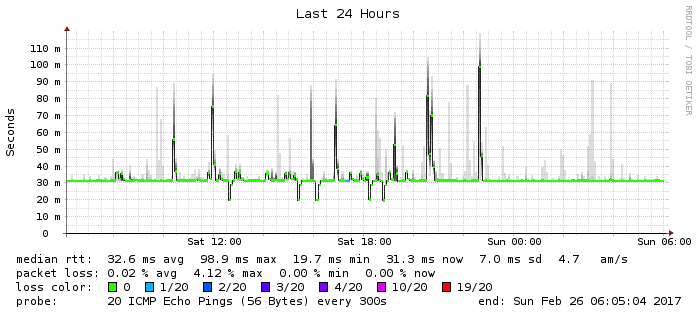 Last 24 Hours
RRDTOOL / TOBI OETIKER
Seconds
110 m
100 m
90 m
80 m
70 m
60 m
50 m
40 m
30 m
20 m
10 m
0
Sat 12:00 Sat 18:00 Sun 00:00 Sun 06:00
median rtt: 32.6 ms avg 98.9 ms max 19.7 ms min 31.3 ms now 7.0 ms sd 4.7 am/s
packet loss: 0.02 % avg 4.12 % max 0.00 % min 0.00 % now
loss color: 0 1/20 2/20 3/20 4/20 10/20 19/20
probe: 20 ICMP Echo Pings (56 Bytes) every 300s end: Sun Feb 26 06:05:04 2017